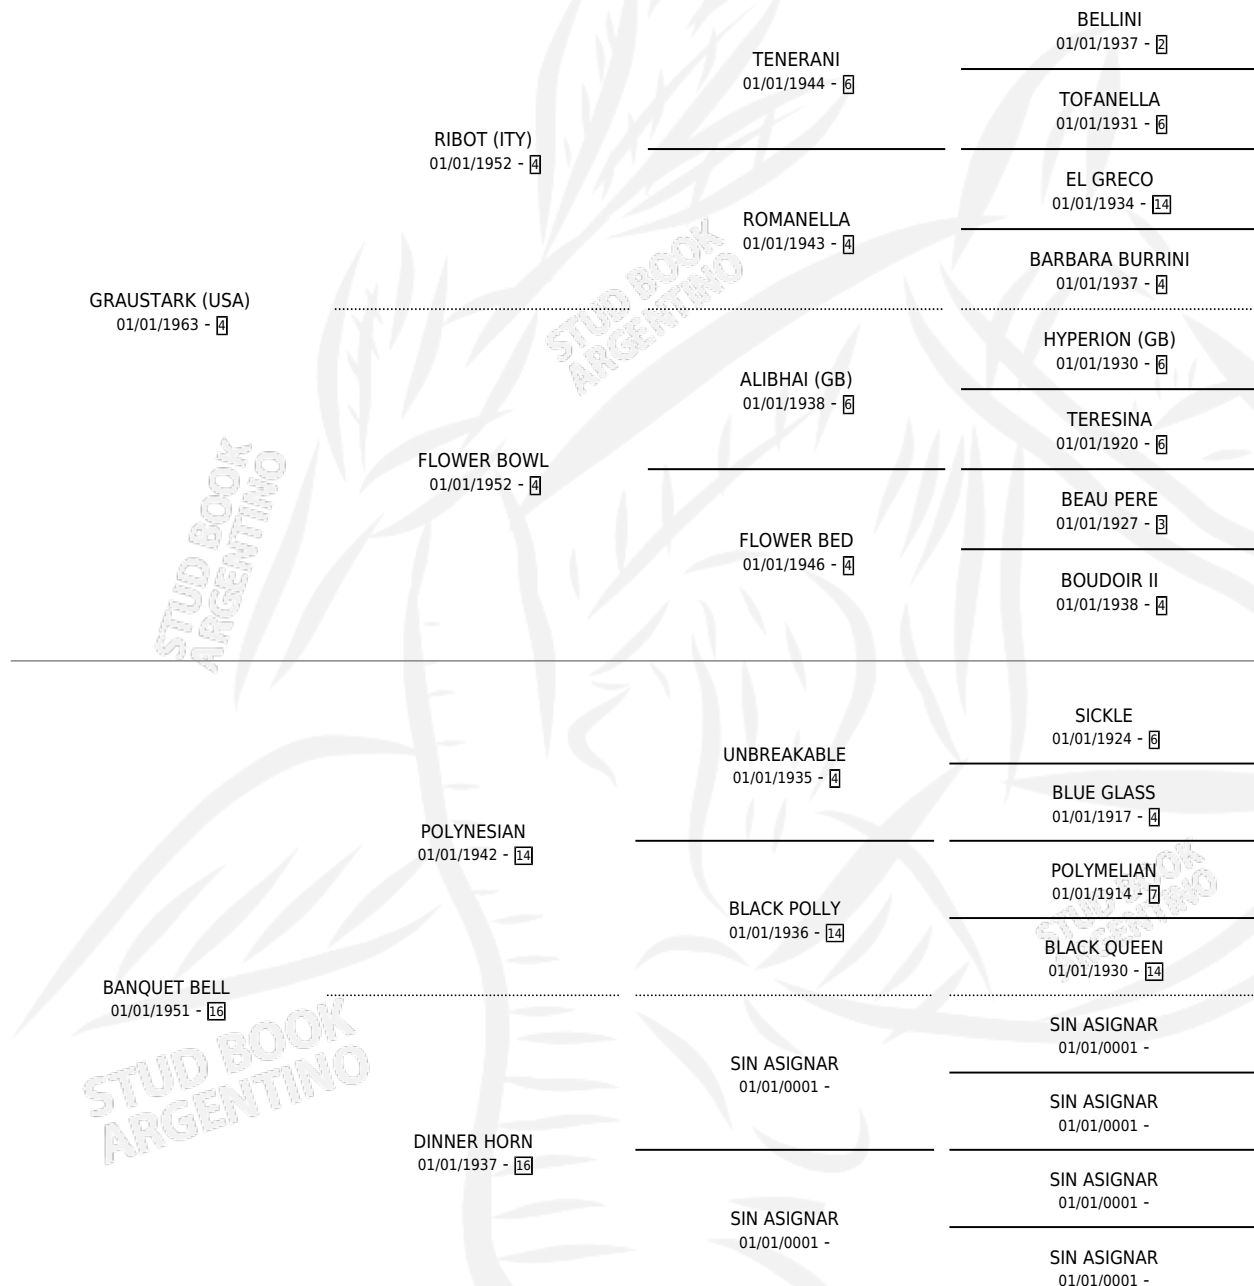 BELLINI
01/01/1937 - 2
TENERANI
01/01/1944 - 6
TOFANELLA
01/01/1931 - 6
RIBOT (ITY)
01/01/1952 - 4
EL GRECO
01/01/1934 - 14
ROMANELLA
01/01/1943 - 4
BARBARA BURRINI
01/01/1937 - 4
GRAUSTARK (USA)
01/01/1963 - 4
HYPERION (GB)
01/01/1930 - 6
ALIBHAI (GB)
01/01/1938 - 6
TERESINA
01/01/1920 - 6
FLOWER BOWL
01/01/1952 - 4
BEAU PERE
01/01/1927 - 3
FLOWER BED
01/01/1946 - 4
BOUDOIR II
01/01/1938 - 4
SICKLE
01/01/1924 - 6
UNBREAKABLE
01/01/1935 - 4
BLUE GLASS
01/01/1917 - 4
POLYNESIAN
01/01/1942 - 14
POLYMELIAN
01/01/1914 - 7
BLACK POLLY
01/01/1936 - 14
BLACK QUEEN
01/01/1930 - 14
BANQUET BELL
01/01/1951 - 16
SIN ASIGNAR
01/01/0001 -
SIN ASIGNAR
01/01/0001 -
SIN ASIGNAR
01/01/0001 -
DINNER HORN
01/01/1937 - 16
SIN ASIGNAR
01/01/0001 -
SIN ASIGNAR
01/01/0001 -
SIN ASIGNAR
01/01/0001 -
STUD BOOK
ARGENTINO
STUD BOOK
ARGENTINO
STUD BOOK
ARGENTINO
STUD BOOK
ARGENTINO